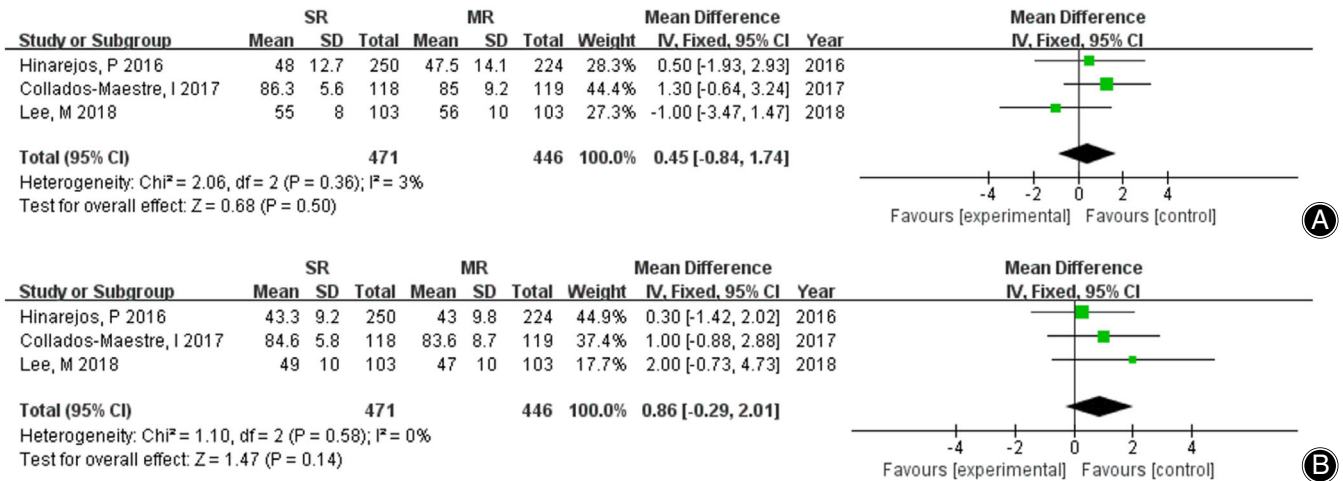 SR MR Mean Difference Mean Difference
Study or Subgroup Mean SD Total Mean SD Total Weight IV, Fixed, 95% CI Year IV, Fixed, 95% CI
Hinarejos, P 2016 48 12.7 250 47.5 14.1 224 28.3% 0.50 [-1.93, 2.93] 2016
Collados-Maestre, I 2017 86.3 5.6 118 85 9.2 119 44.4% 1.30 [-0.64, 3.24] 2017
Lee, M 2018 55 8 103 56 10 103 27.3% -1.00 [-3.47, 1.47] 2018
Total (95% CI) 471 446 100.0% 0.45 [-0.84, 1.74]
Heterogeneity: Chi² = 2.06, df = 2 (P = 0.36); I² = 3%
Test for overall effect: Z = 0.68 (P = 0.50)
-4 -2 0 2 4
Favours [experimental] Favours [control]
A
SR MR Mean Difference Mean Difference
Study or Subgroup Mean SD Total Mean SD Total Weight IV, Fixed, 95% CI Year IV, Fixed, 95% CI
Hinarejos, P 2016 43.3 9.2 250 43 9.8 224 44.9% 0.30 [-1.42, 2.02] 2016
Collados-Maestre, I 2017 84.6 5.8 118 83.6 8.7 119 37.4% 1.00 [-0.88, 2.88] 2017
Lee, M 2018 49 10 103 47 10 103 17.7% 2.00 [-0.73, 4.73] 2018
Total (95% CI) 471 446 100.0% 0.86 [-0.29, 2.01]
Heterogeneity: Chi² = 1.10, df = 2 (P = 0.58); I² = 0%
Test for overall effect: Z = 1.47 (P = 0.14)
-4 -2 0 2 4
Favours [experimental] Favours [control]
B